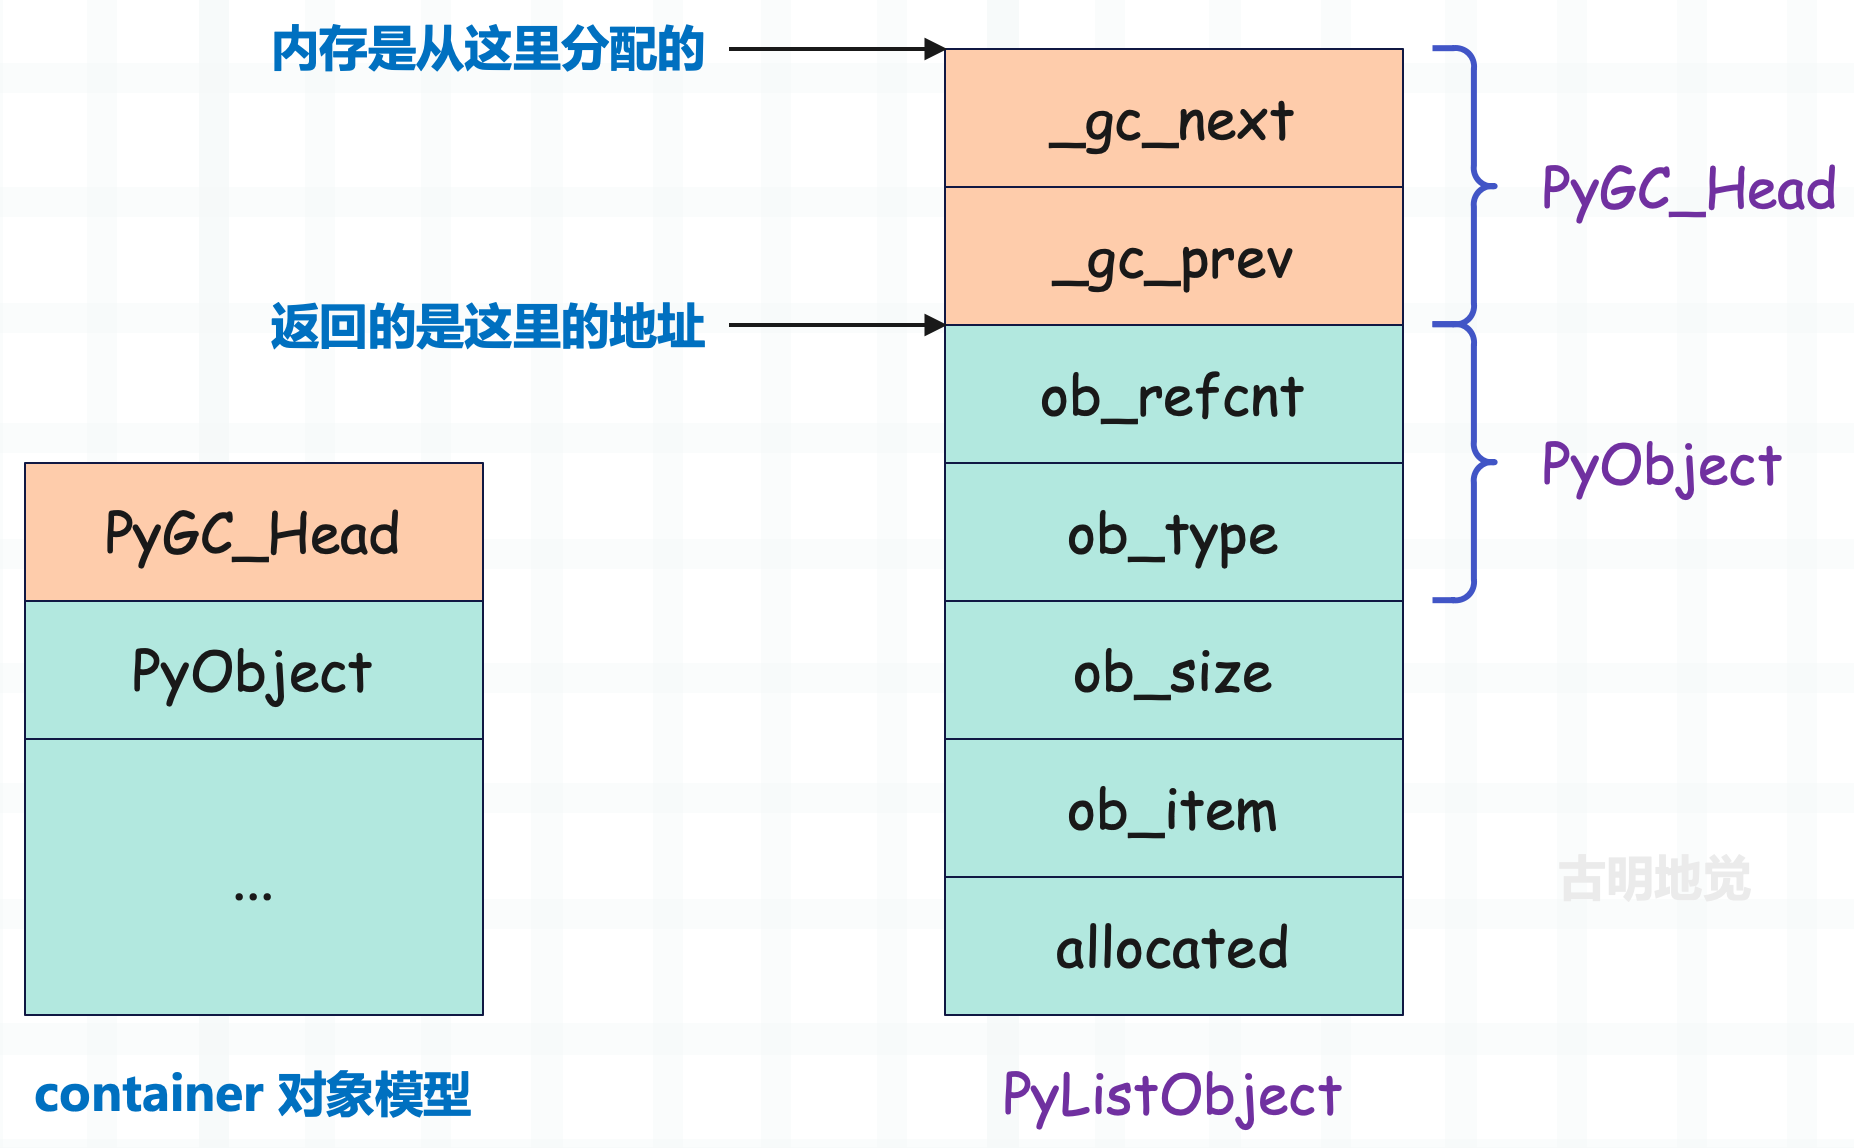 内存是从这里分配的
_gc_next
PyGC_Head
_gc_prev
返回的是这里的地址
ob_refcnt
PyObject
PyGC_Head
ob_type
PyObject
ob_size
ob_item
...
古明地觉
allocated
container 对象模型
PyListObject